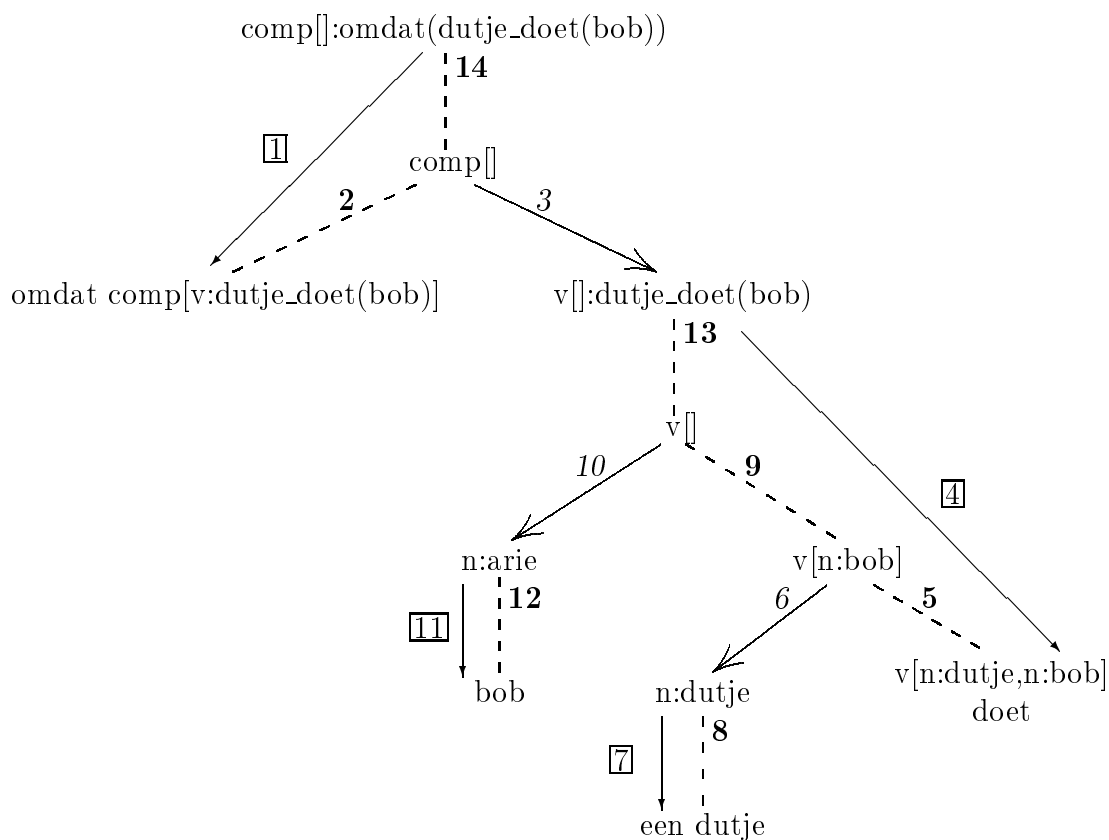 comp[]:omdat(dutje_doet(bob))
14
1
comp[]
2
3
omdat comp[v:dutje_doet(bob)]
v[]:dutje_doet(bob)
13
v[]
10
9
4
n:arie
v[n:bob]
12
6
5
11
bob
n:dutje
v[n:dutje,n:bob]
doet
8
7
een dutje